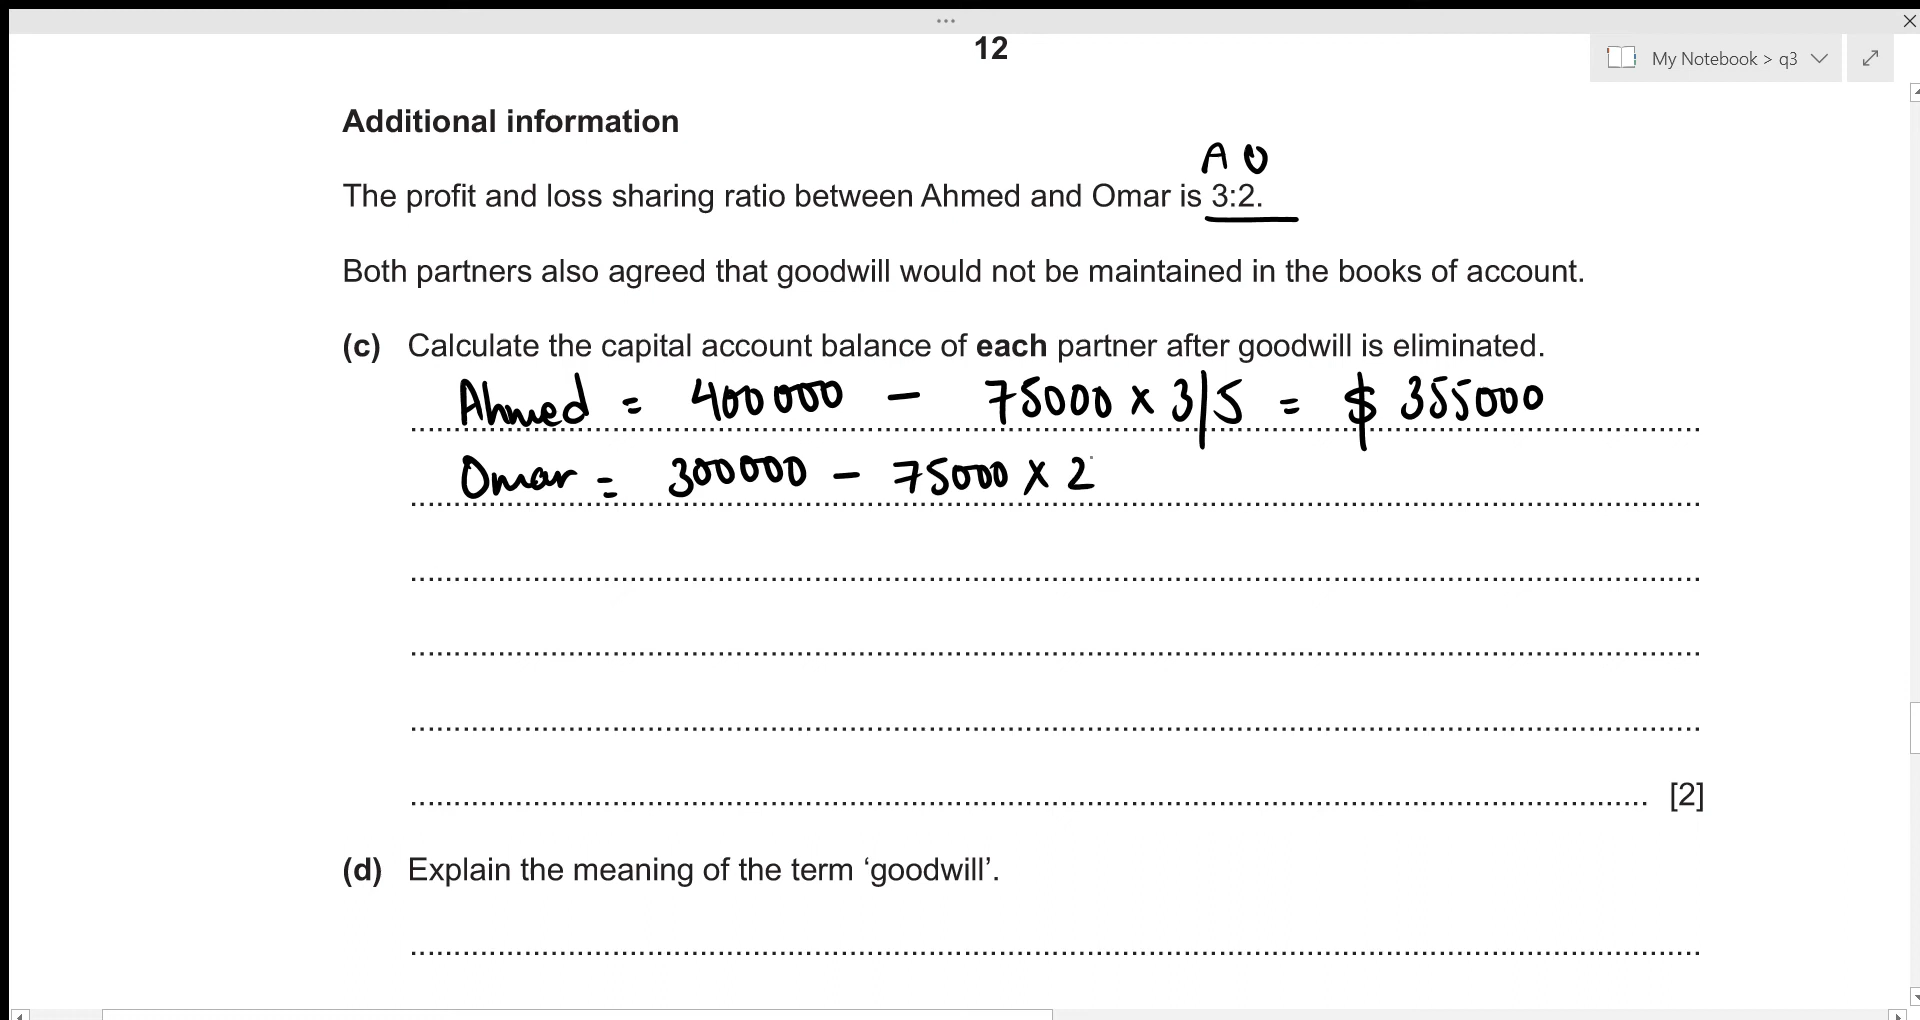 12
My Notebook > q3
Additional information
A O
The profit and loss sharing ratio between Ahmed and Omar is 3:2.
Both partners also agreed that goodwill would not be maintained in the books of account.
(c) Calculate the capital account balance of each partner after goodwill is eliminated.
Ahmed = 400000 - 75000 × 3/5 = $ 355000
Omar = 300000 - 75000 × 2
[2]
(d) Explain the meaning of the term ‘goodwill’.